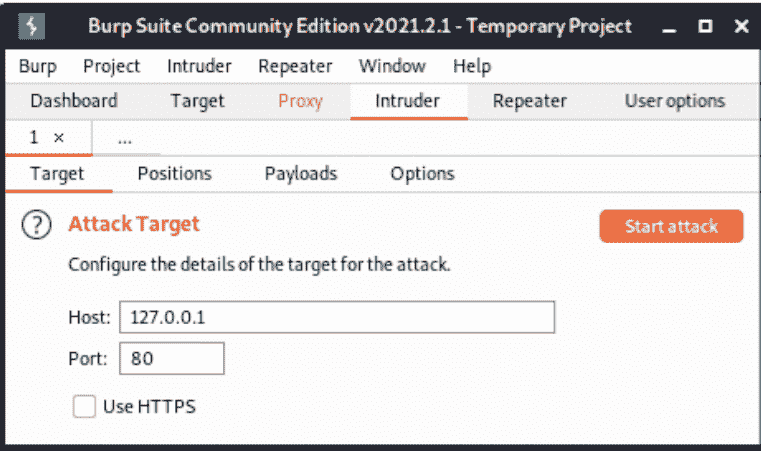 Burp Suite Community Edition v2021.2.1 - Temporary Project
Burp Project Intruder Repeater Window Help
Dashboard Target Proxy Intruder Repeater User options
1 × ...
Target Positions Payloads Options
? Attack Target Start attack
Configure the details of the target for the attack.
Host: 127.0.0.1
Port: 80
Use HTTPS